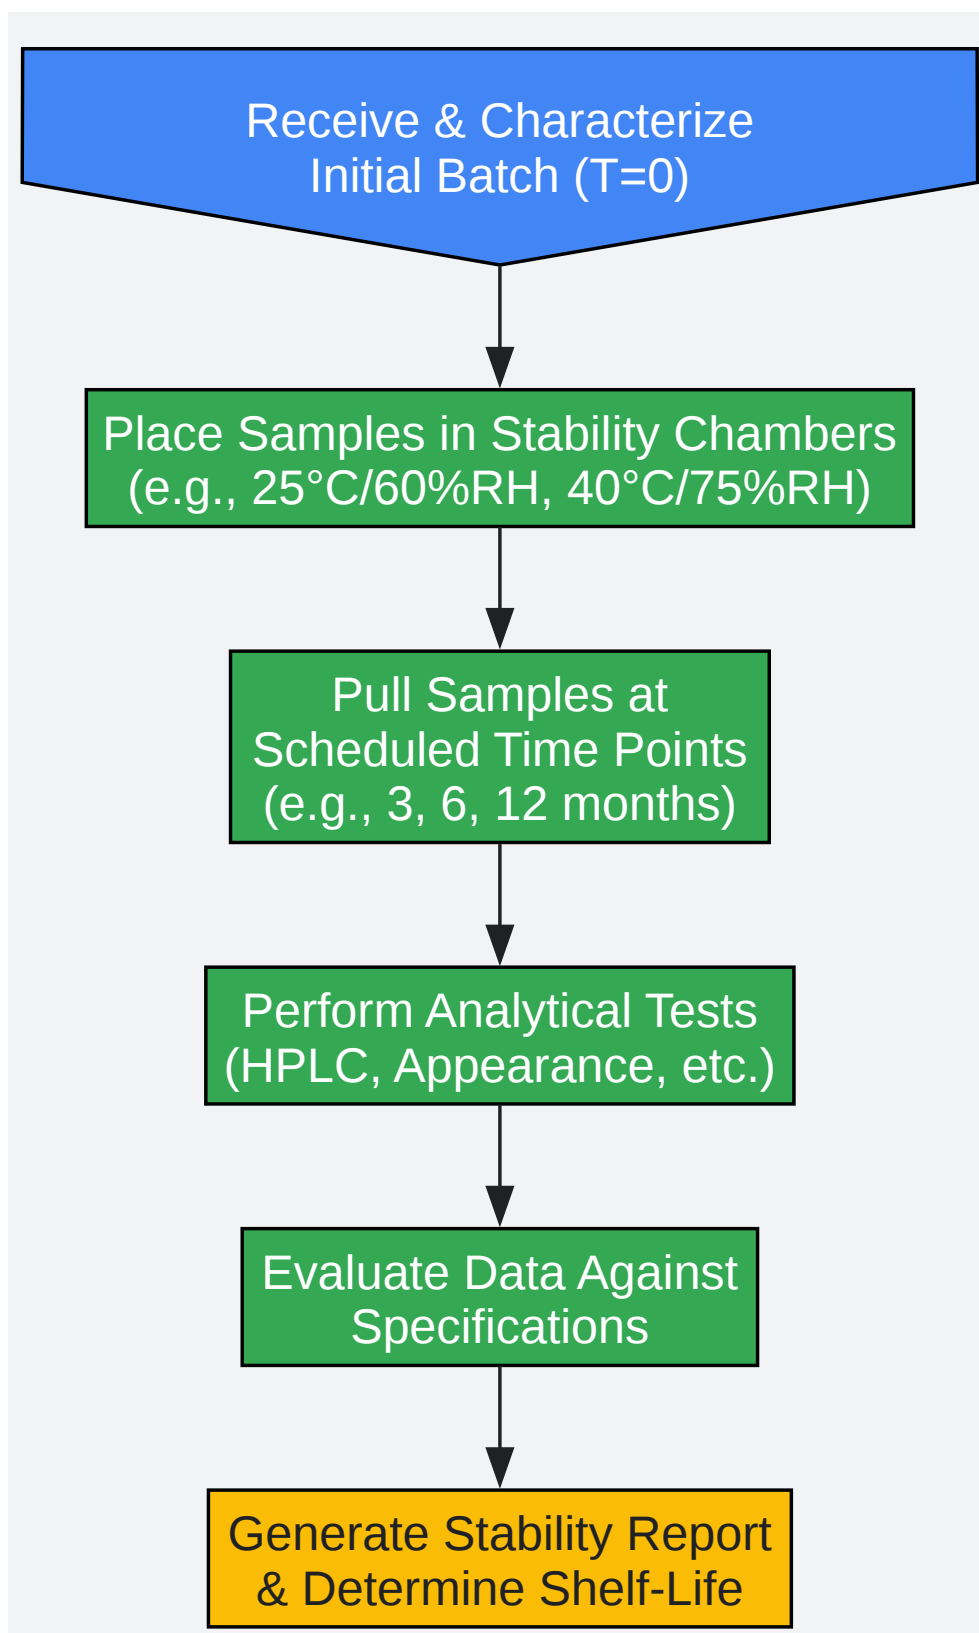 Receive & Characterize
Initial Batch (T=0)
Place Samples in Stability Chambers
(e.g., 25°C/60%RH, 40°C/75%RH)
Pull Samples at
Scheduled Time Points
(e.g., 3, 6, 12 months)
Perform Analytical Tests
(HPLC, Appearance, etc.)
Evaluate Data Against
Specifications
Generate Stability Report
& Determine Shelf-Life